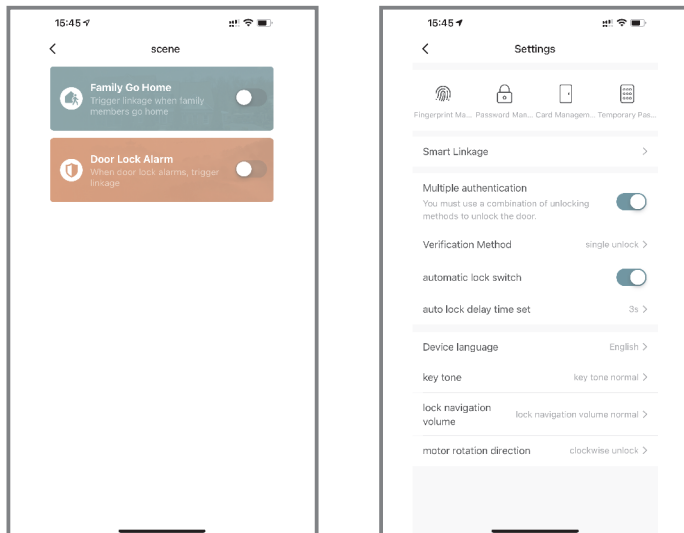 15:45
scene
Family Go Home
Trigger linkage when family
members go home
Door Lock Alarm
When door lock alarms, trigger
linkage
15:45
Settings
Fingerprint Ma... Password Man... Card Managem... Temporary Pas...
Smart Linkage
Multiple authentication
You must use a combination of unlocking
methods to unlock the door.
Verification Method single unlock
automatic lock switch
auto lock delay time set 3s
Device language English
key tone key tone normal
lock navigation
volume lock navigation volume normal
motor rotation direction clockwise unlock